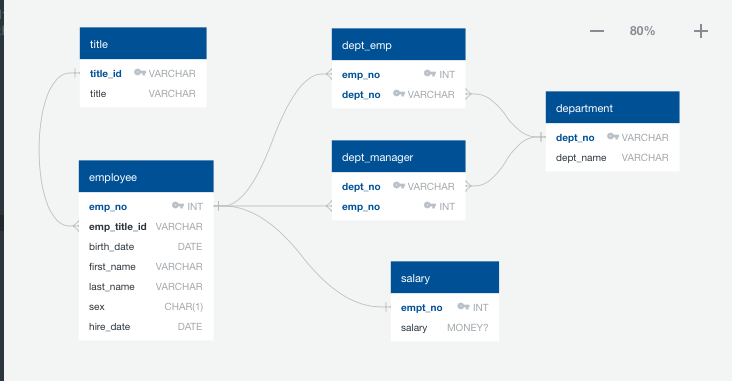 80%
title
title_id VARCHAR
title VARCHAR
employee
emp_no INT
emp_title_id VARCHAR
birth_date DATE
first_name VARCHAR
last_name VARCHAR
sex CHAR(1)
hire_date DATE
dept_emp
emp_no INT
dept_no VARCHAR
dept_manager
dept_no VARCHAR
emp_no INT
salary
empt_no INT
salary MONEY?
department
dept_no VARCHAR
dept_name VARCHAR